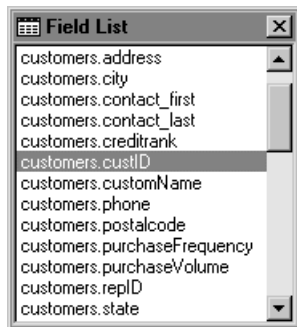 Field List
customers.address
customers.city
customers.contact_first
customers.contact_last
customers.creditrank
customers.custID
customers.customName
customers.phone
customers.postalcode
customers.purchaseFrequency
customers.purchaseVolume
customers.repID
customers.state